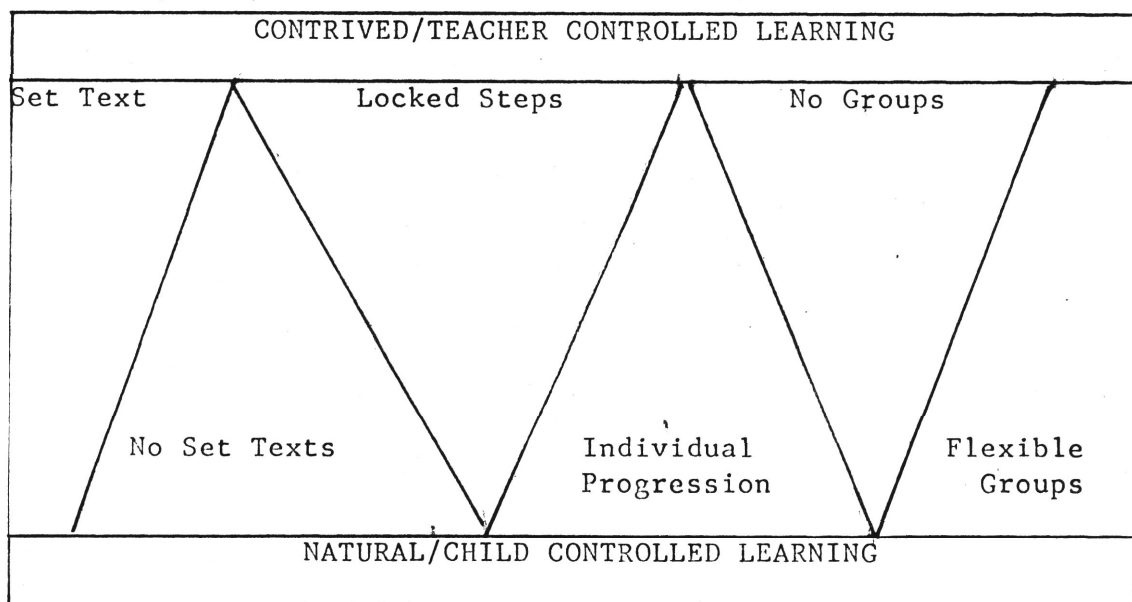 CONTRIVED/TEACHER CONTROLLED LEARNING
Set Text Locked Steps No Groups
No Set Texts Individual Flexible
Progression Groups
NATURAL/CHILD CONTROLLED LEARNING